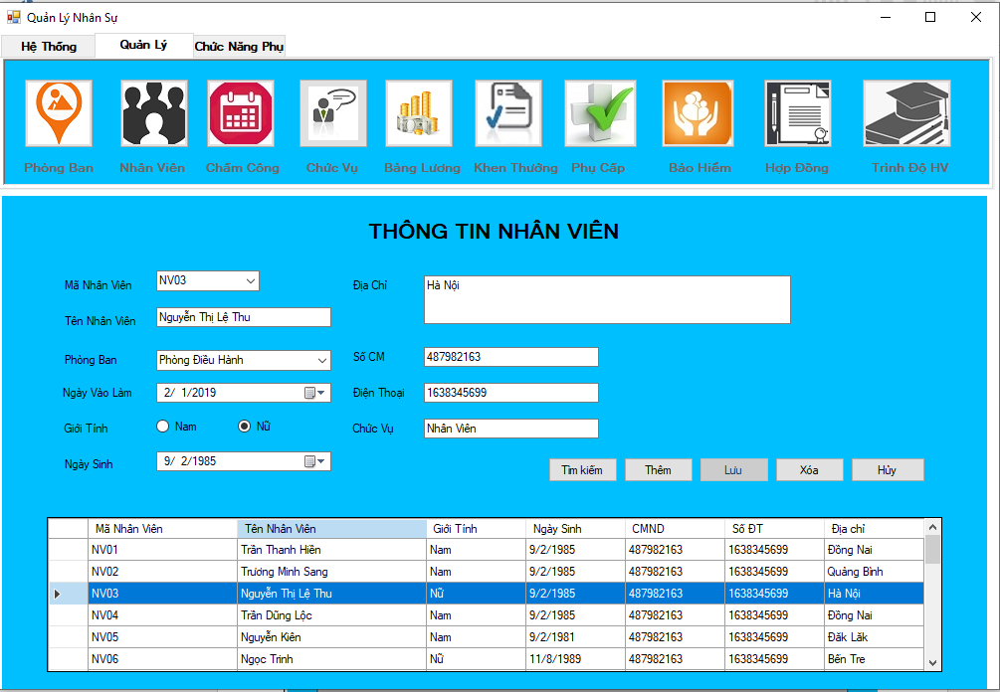 Quản Lý Nhân Sự
Hệ Thống Quản Lý Chức Năng Phụ
Phòng Ban Nhân Viên Chấm Công Chức Vụ Bảng Lương Khen Thưởng Phụ Cấp Bảo Hiểm Hợp Đồng Trình Độ HV
THÔNG TIN NHÂN VIÊN
Mã Nhân Viên NV03 Địa Chỉ Hà Nội
Tên Nhân Viên Nguyễn Thị Lệ Thu
Phòng Ban Phòng Điều Hành Số CM 487982163
Ngày Vào Làm 2/ 1/2019 Điện Thoại 1638345699
Giới Tính Nam Nữ Chức Vụ Nhân Viên
Ngày Sinh 9/ 2/1985
Tìm kiếm Thêm Lưu Xóa Hủy
Mã Nhân Viên Tên Nhân Viên Giới Tính Ngày Sinh CMND Số ĐT Địa chỉ
NV01 Trần Thanh Hiền Nam 9/2/1985 487982163 1638345699 Đồng Nai
NV02 Trương Minh Sang Nam 9/2/1985 487982163 1638345699 Quảng Bình
NV03 Nguyễn Thị Lệ Thu Nữ 9/2/1985 487982163 1638345699 Hà Nội
NV04 Trần Dũng Lộc Nam 9/2/1985 487982163 1638345699 Đồng Nai
NV05 Nguyễn Kiên Nam 9/2/1981 487982163 1638345699 Đăk Lăk
NV06 Ngọc Trinh Nữ 11/8/1989 487982163 1638345699 Bến Tre